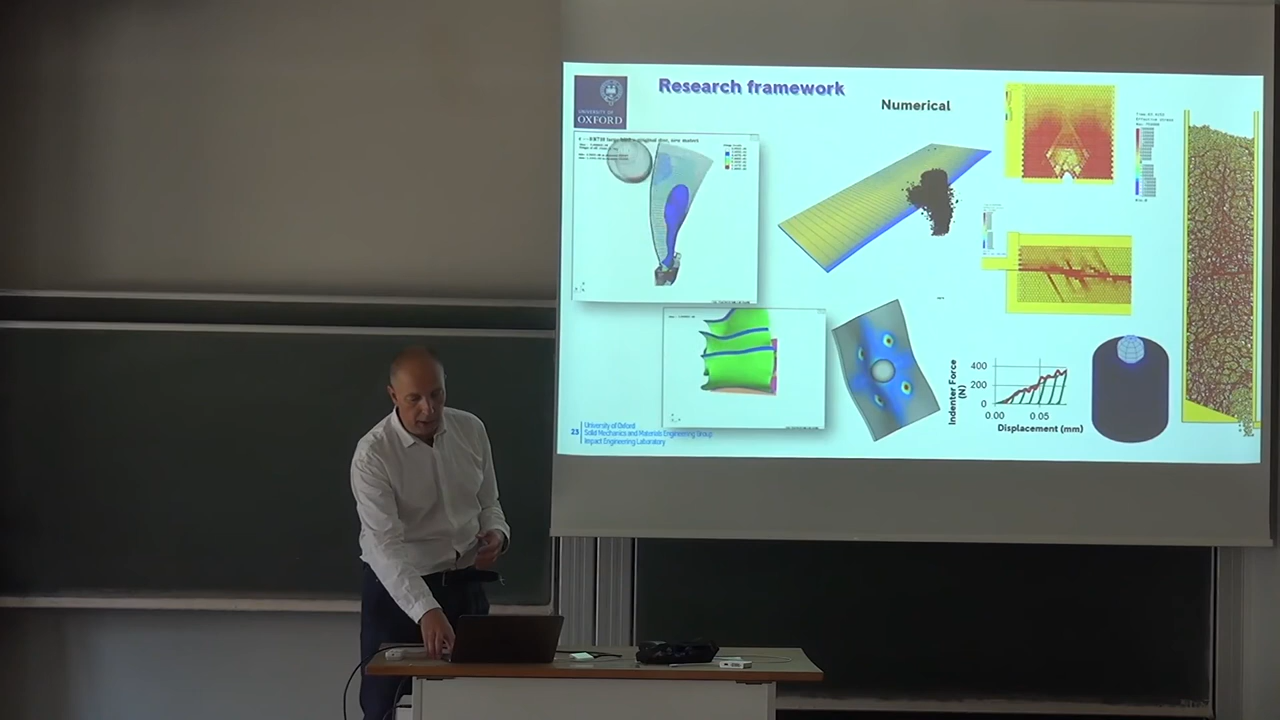 Research framework
UNIVERSITY OF
OXFORD
Numerical
Indenter Force
(N)
400
200
0
0.00
0.05
Displacement (mm)
23
University of Oxford
Solid Mechanics and Materials Engineering Group
Impact Engineering Laboratory